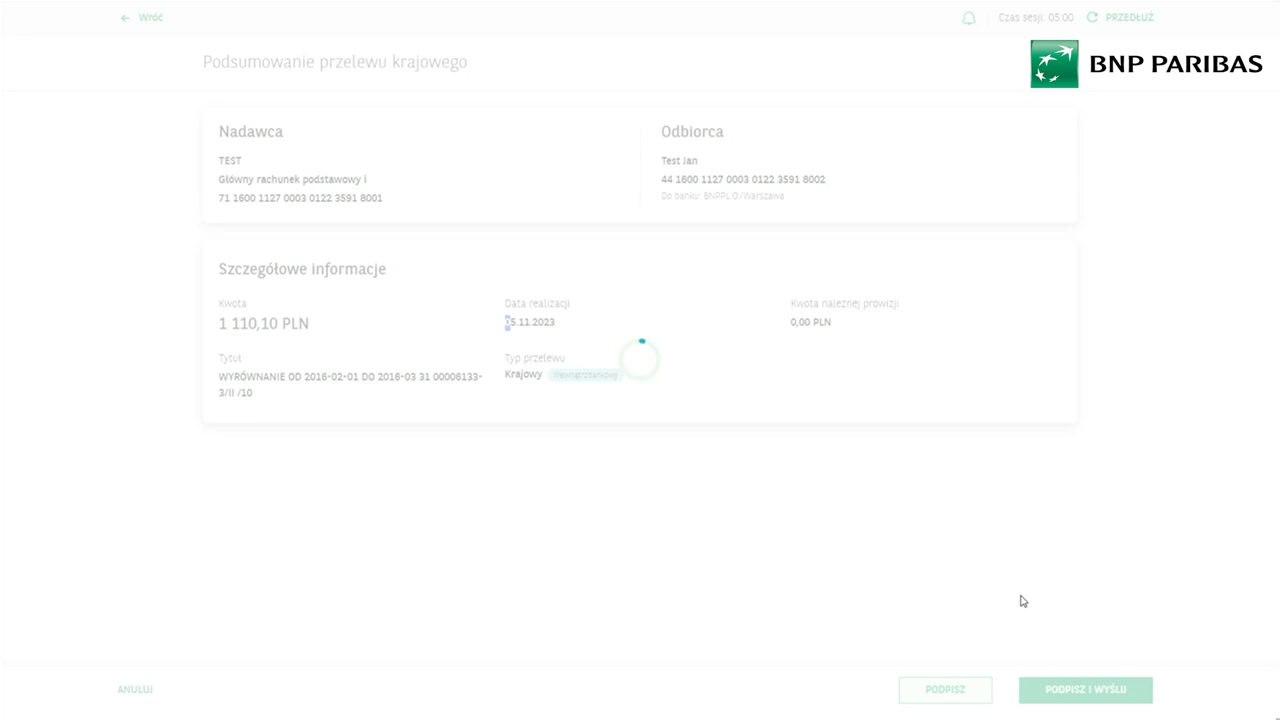 Wróć
Czas sesji: 05:00
PRZEDŁUŻ
Podsumowanie przelewu krajowego
BNP PARIBAS
Nadawca
TEST
Główny rachunek podstawowy i
71 1600 1127 0003 0122 3591 8001
Odbiorca
Test Jan
44 1600 1127 0003 0122 3591 8002
Do banku: BNPPL O./Warszawa
Szczegółowe informacje
Kwota
1 110,10 PLN
Data realizacji
05.11.2023
Kwota należnej prowizji
0,00 PLN
Tytuł
WYRÓWNANIE OD 2016-02-01 DO 2016-03 31 00006133-
3/II /10
Typ przelewu
Krajowy Wewnątrzbankowy
ANULUJ
PODPISZ
PODPISZ I WYŚLIJ